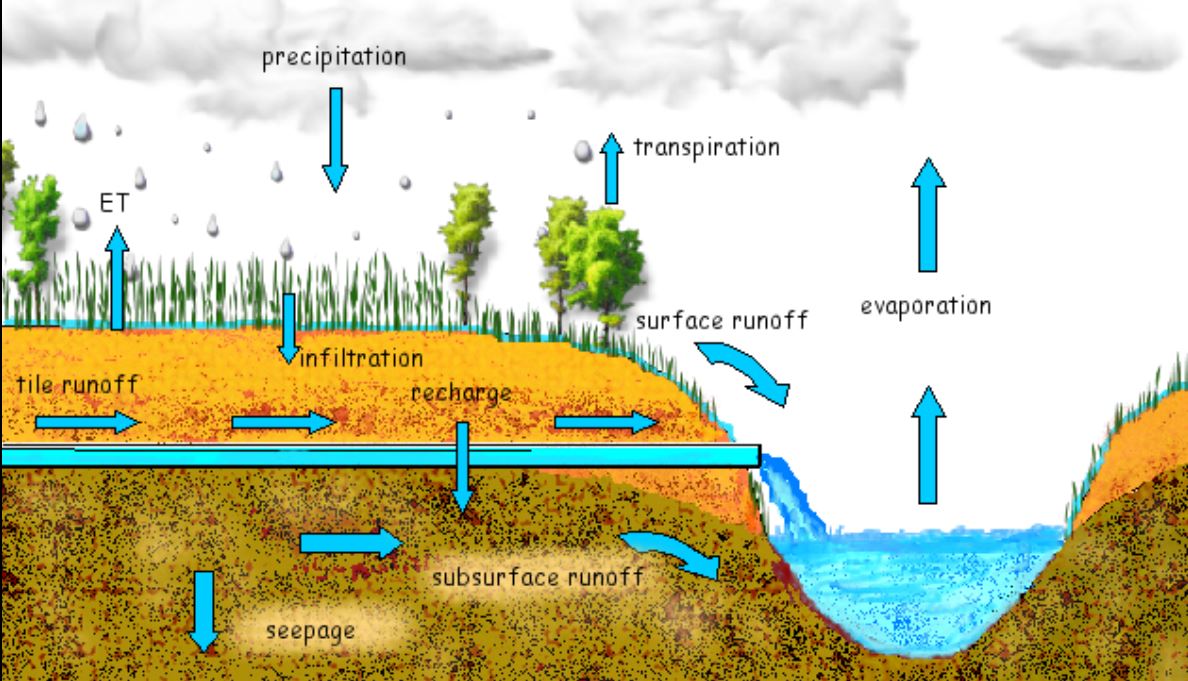 precipitation
transpiration
ET
evaporation
surface runoff
infiltration
tile runoff
recharge
subsurface runoff
seepage